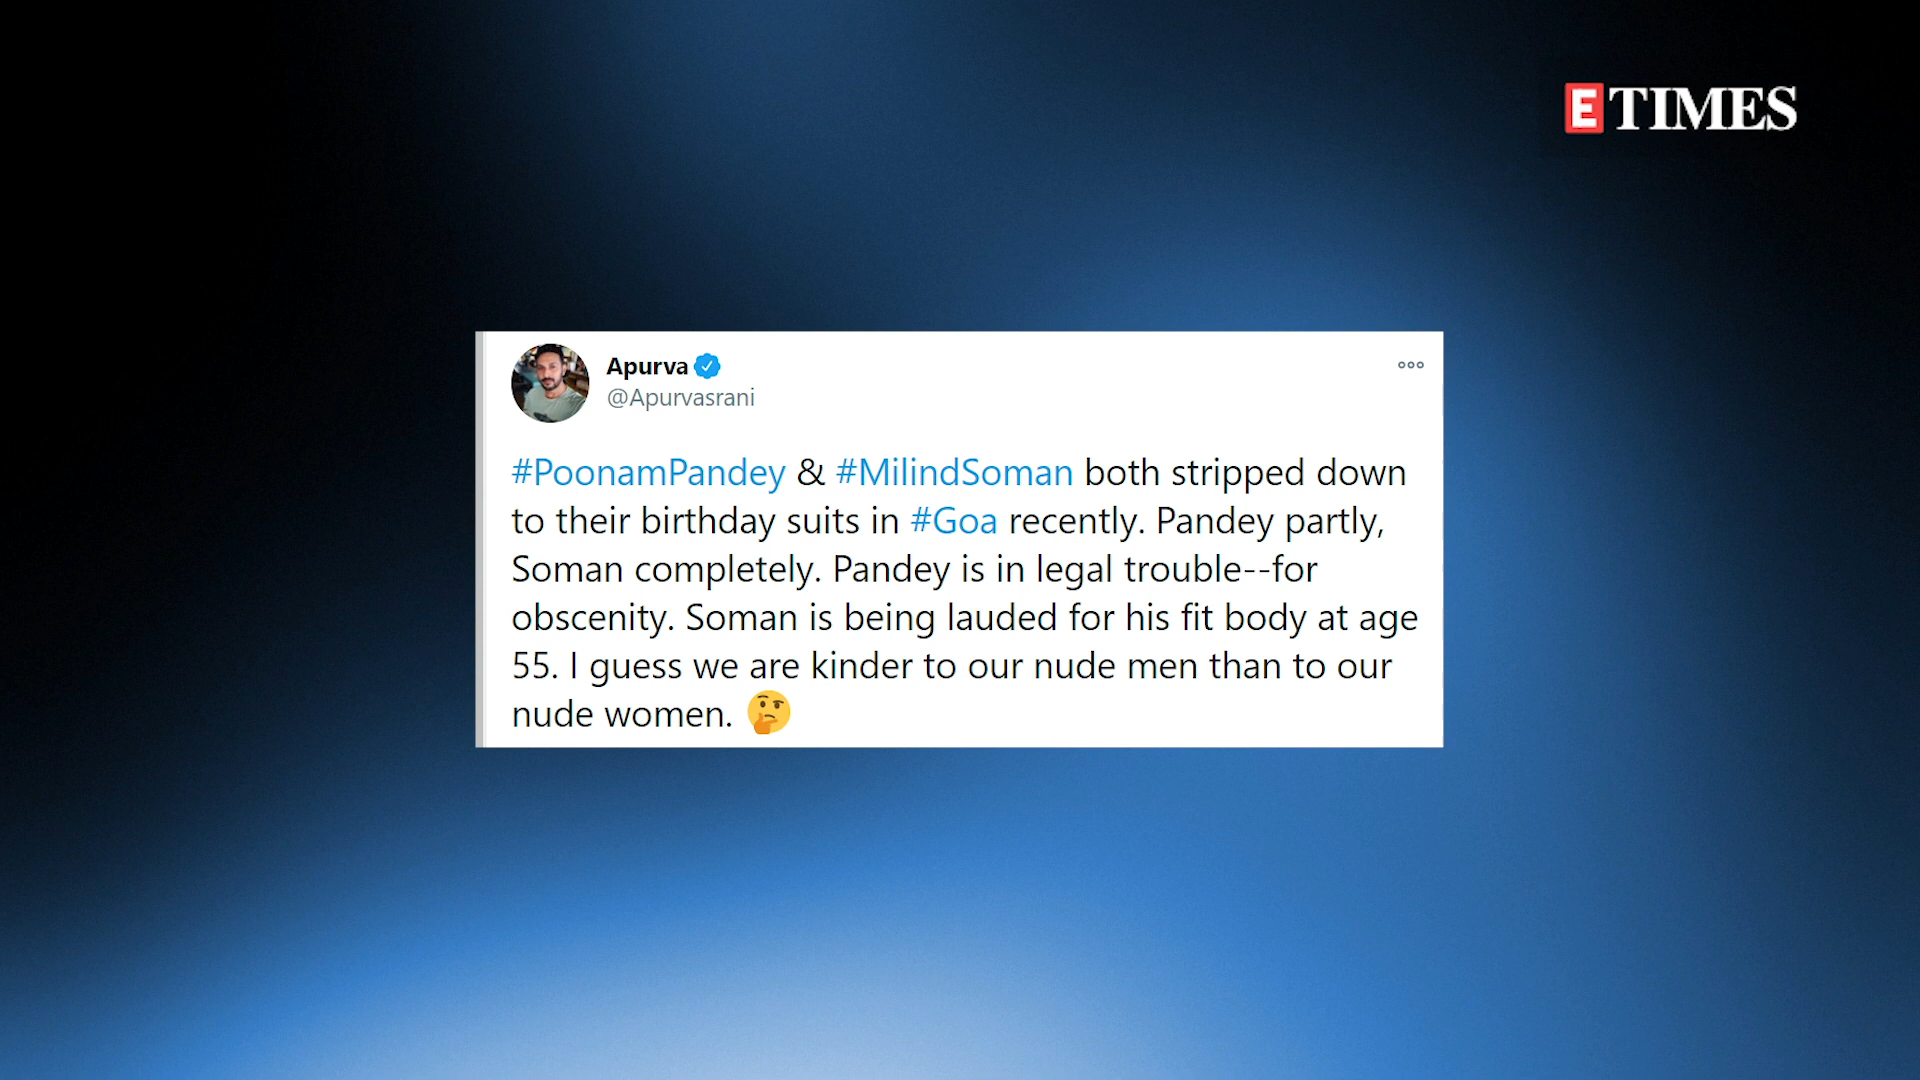 E TIMES
Apurva
@Apurvasrani
#PoonamPandey & #MilindSoman both stripped down
to their birthday suits in #Goa recently. Pandey partly,
Soman completely. Pandey is in legal trouble--for
obscenity. Soman is being lauded for his fit body at age
55. I guess we are kinder to our nude men than to our
nude women. 🤔